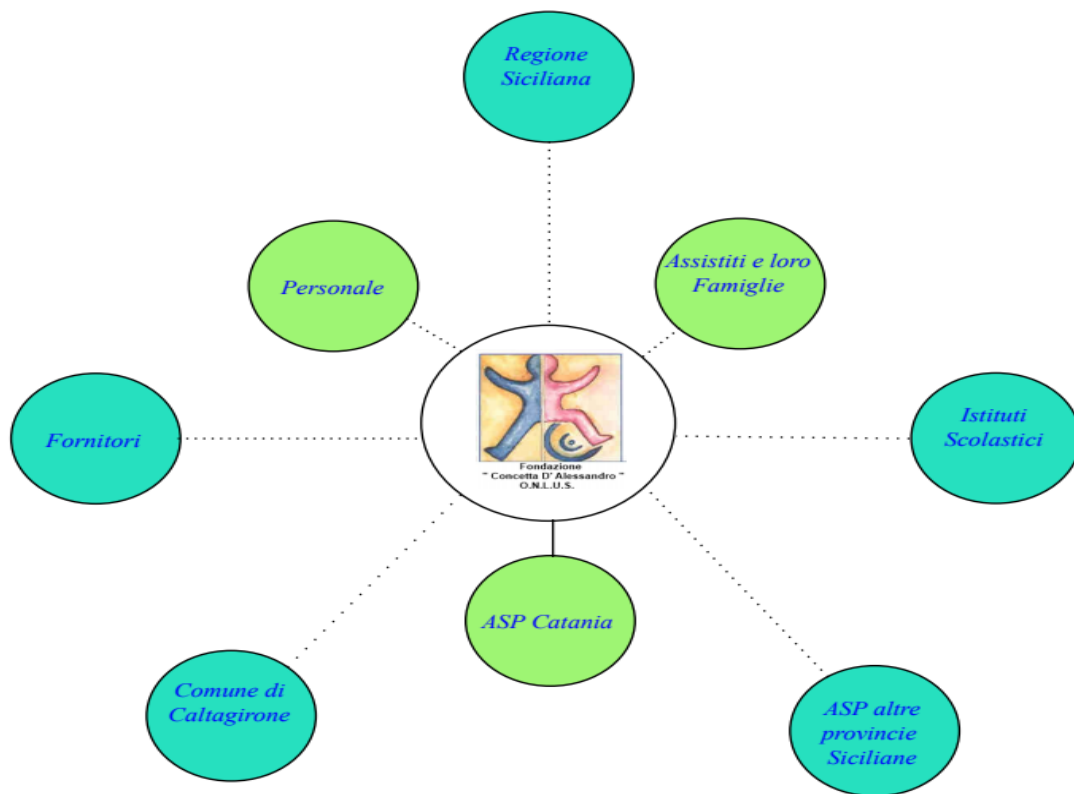 Regione
Siciliana
Personale
Assistiti e loro
Famiglie
Fornitori
Fondazione
" Concetta D' Alessandro "
O.N.L.U.S.
Istituti
Scolastici
ASP Catania
Comune di
Caltagirone
ASP altre
provincie
Siciliane